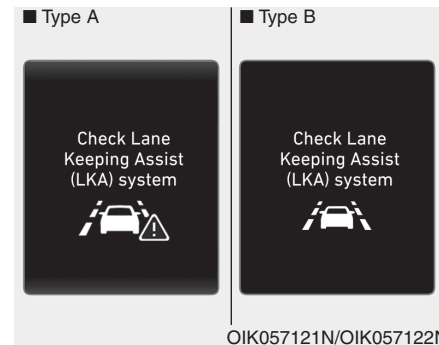 ■ Type A
■ Type B
Check Lane
Keeping Assist
(LKA) system
Check Lane
Keeping Assist
(LKA) system
OIK057121N/OIK057122N